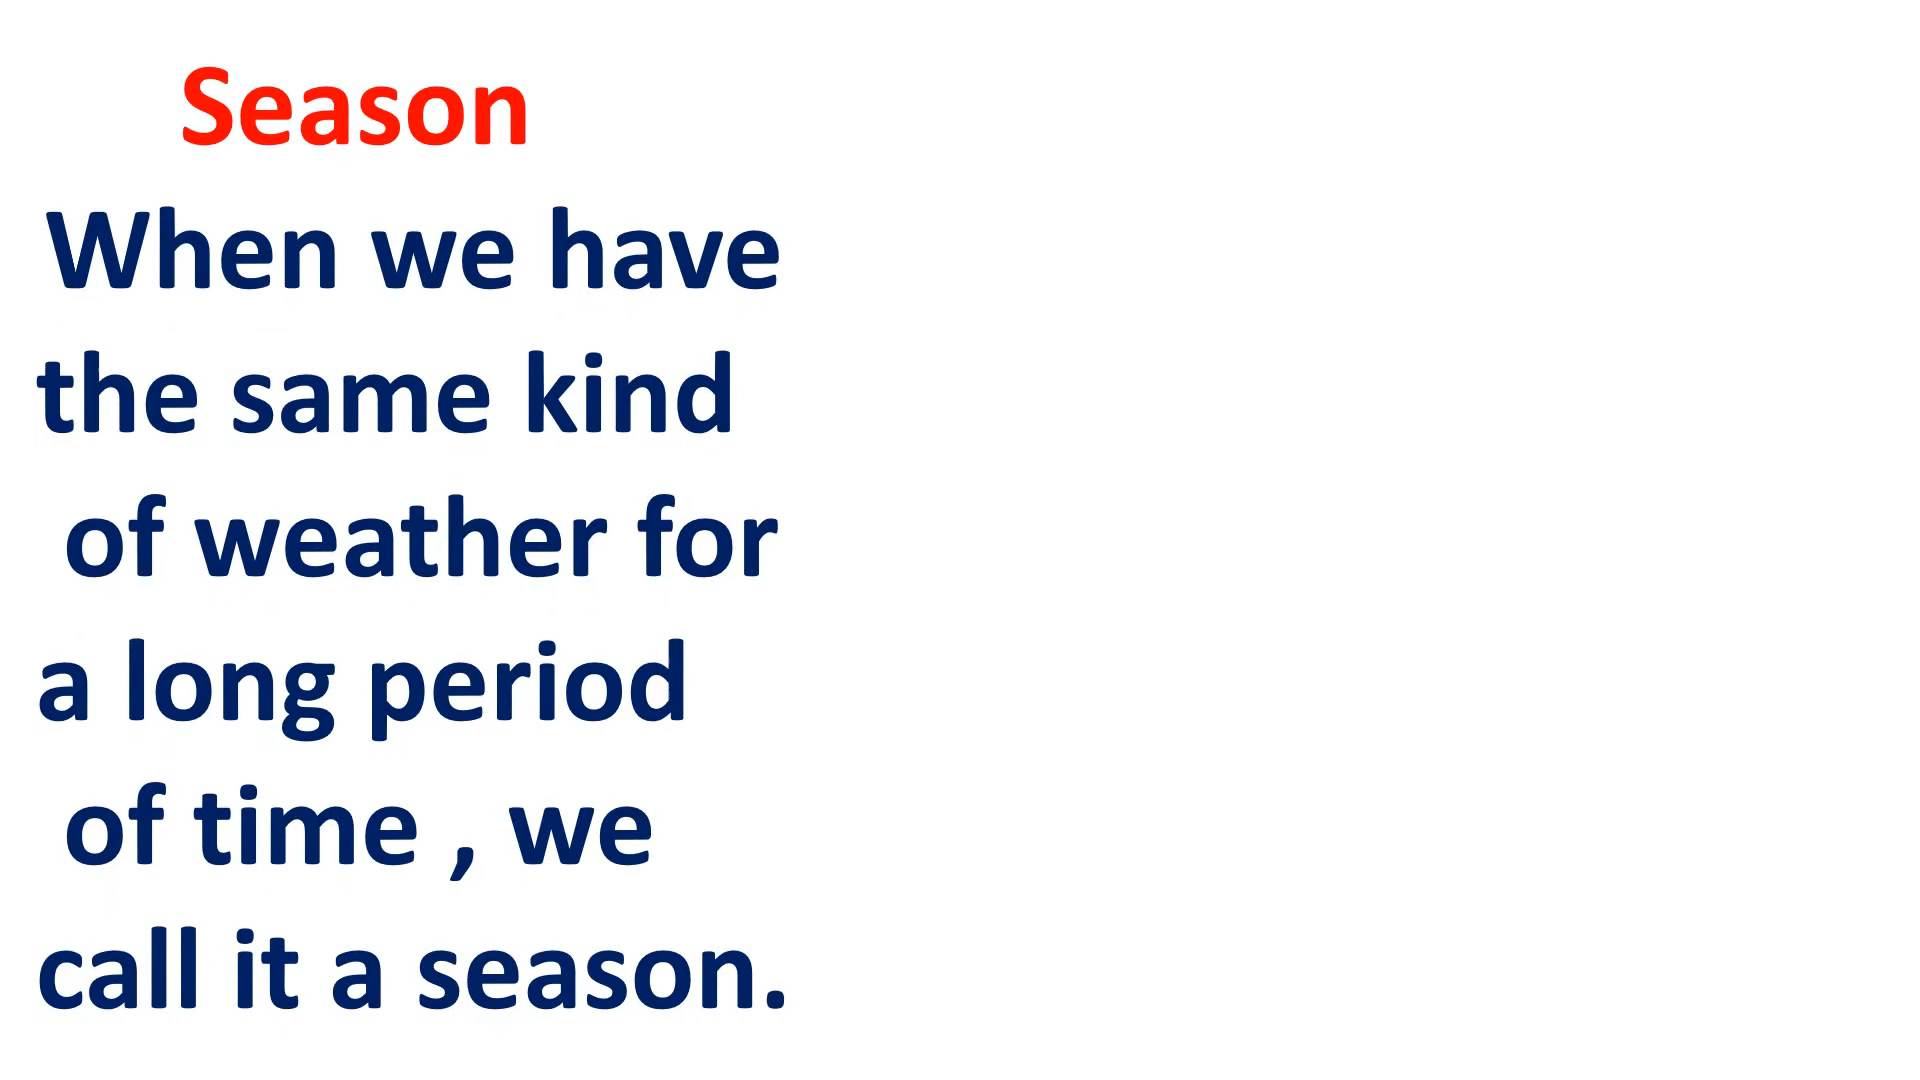 Season
When we have
the same kind
of weather for
a long period
of time , we
call it a season.